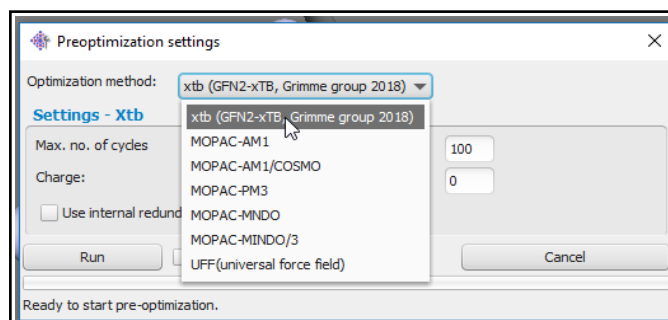 Preoptimization settings
Optimization method: xtb (GFN2-xTB, Grimme group 2018)
xtb (GFN2-xTB, Grimme group 2018)
Settings - Xtb
MOPAC-AM1
Max. no. of cycles 100
MOPAC-AM1/COSMO
Charge: 0
MOPAC-PM3
Use internal
MOPAC-MNDO
MOPAC-MINDO/3
Run Cancel
UFF(universal force field)
Ready to start pre-optimization.